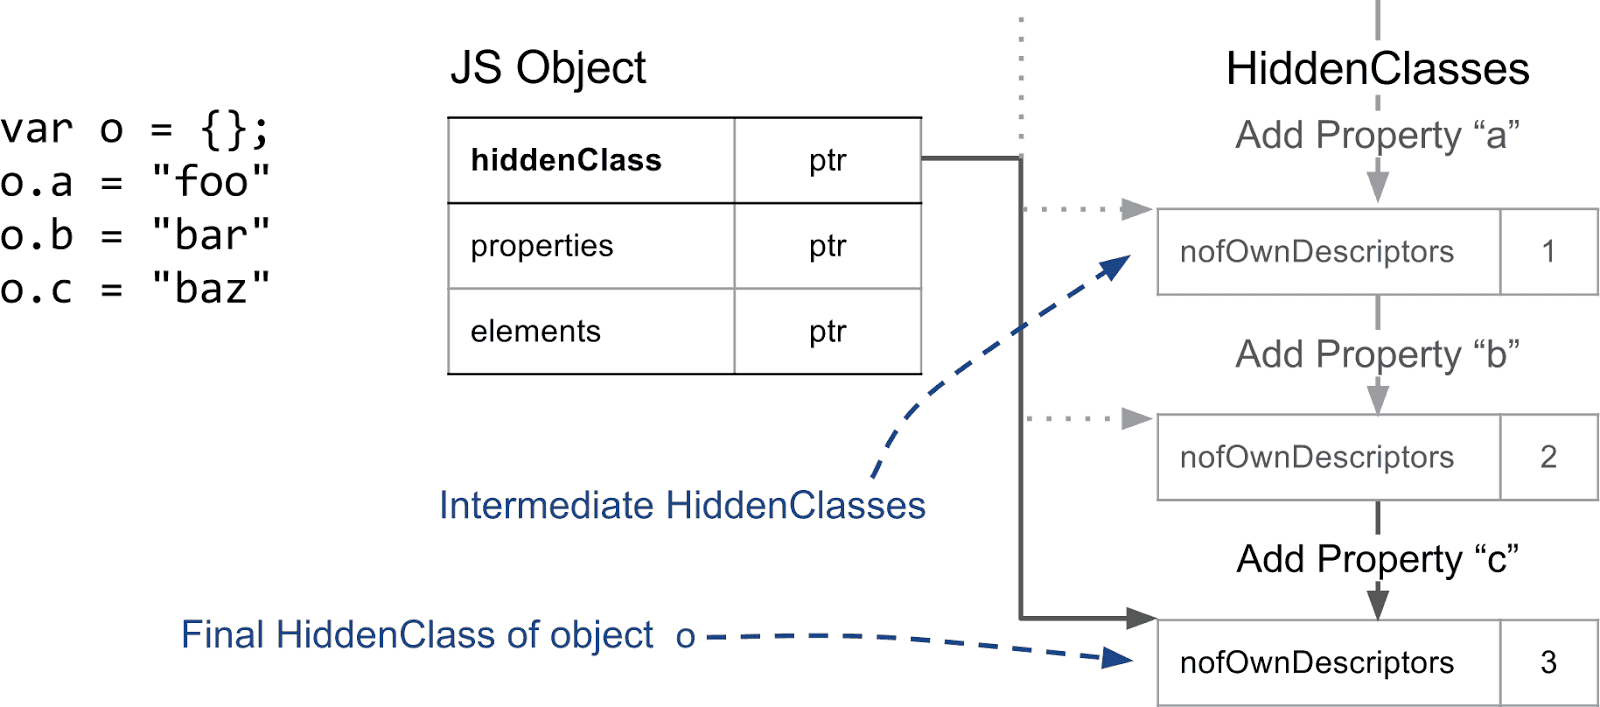 var o = {};
o.a = "foo"
o.b = "bar"
o.c = "baz"
JS Object
hiddenClass ptr
properties ptr
elements ptr
Intermediate HiddenClasses
Final HiddenClass of object o
HiddenClasses
Add Property “a”
nofOwnDescriptors 1
Add Property “b”
nofOwnDescriptors 2
Add Property “c”
nofOwnDescriptors 3